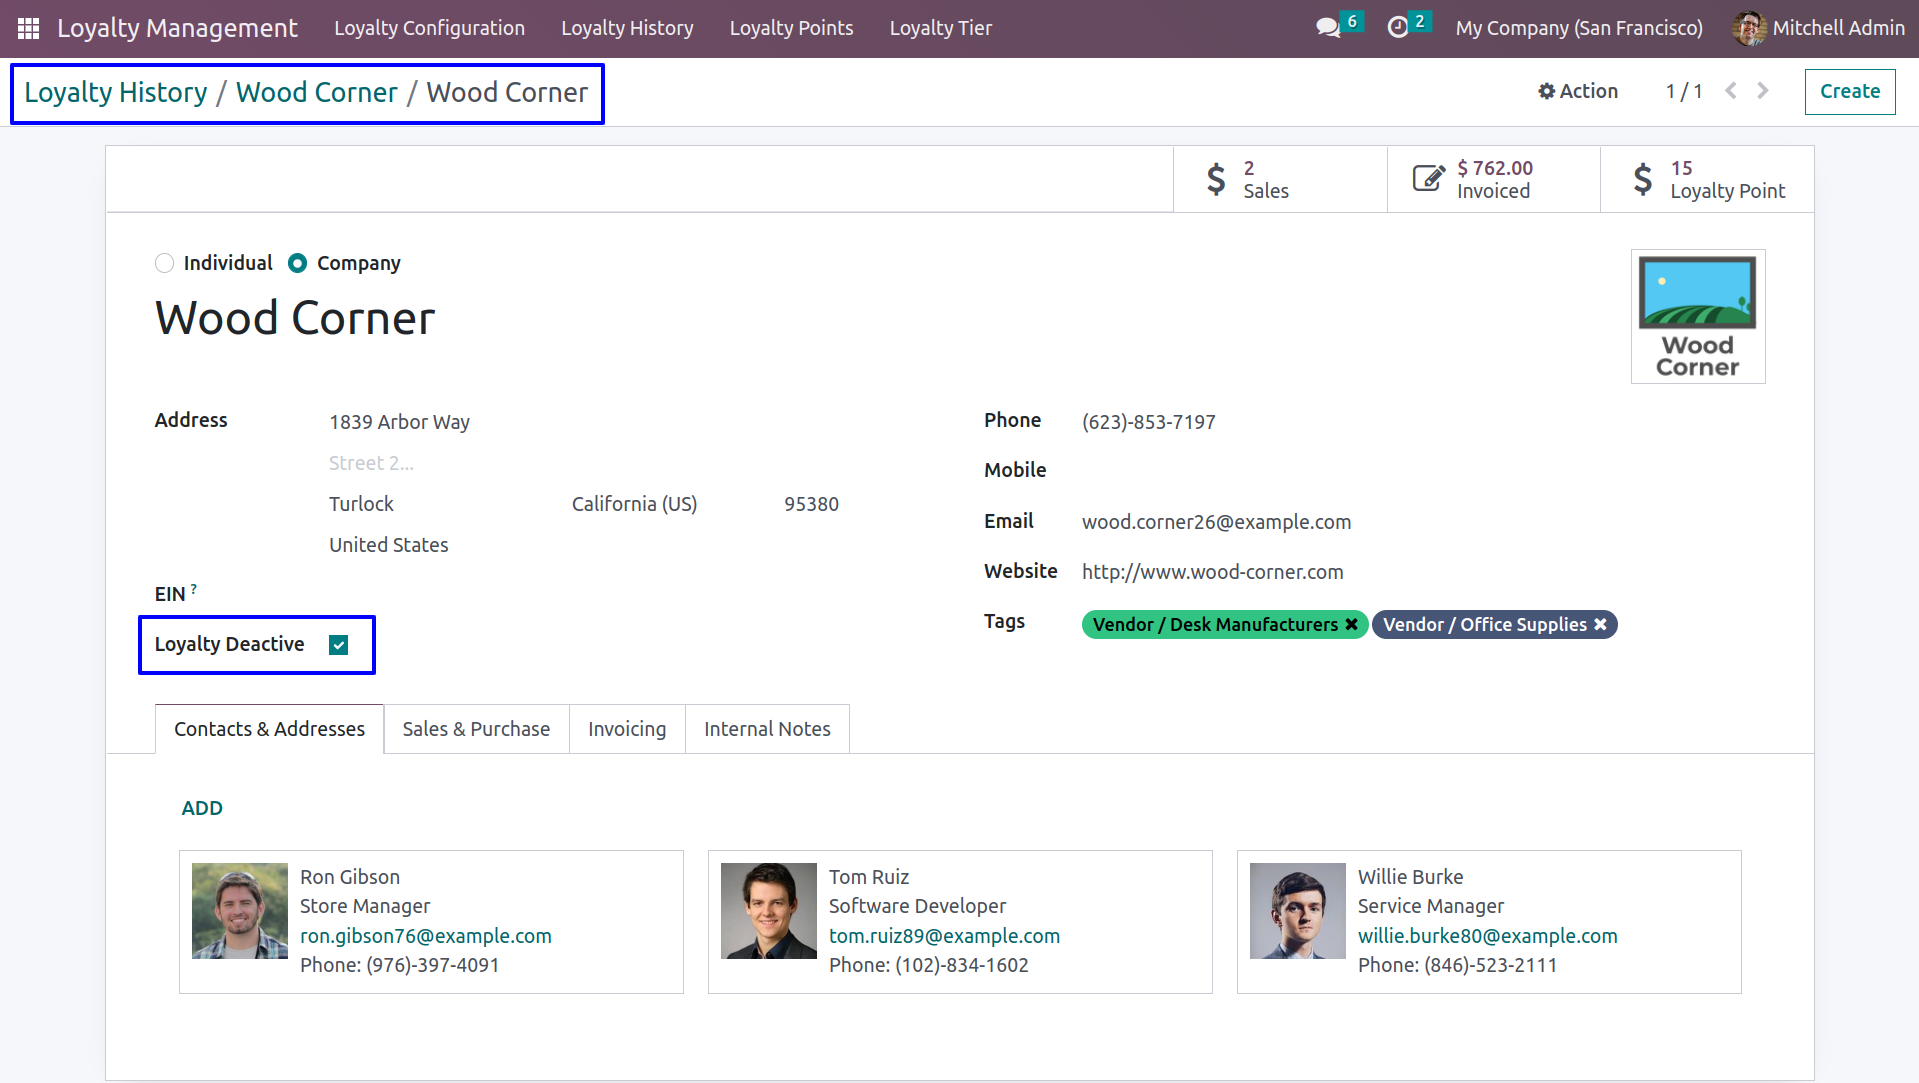 Loyalty Management Loyalty Configuration Loyalty History Loyalty Points Loyalty Tier 6 2 My Company (San Francisco) Mitchell Admin
Loyalty History / Wood Corner / Wood Corner Action 1 / 1 Create
2
Sales
$ 762.00
Invoiced
15
Loyalty Point
Individual Company
Wood Corner
Wood
Corner
Address 1839 Arbor Way
Street 2...
Turlock California (US) 95380
United States
EIN ?
Loyalty Deactive
Phone (623)-853-7197
Mobile
Email wood.corner26@example.com
Website http://www.wood-corner.com
Tags Vendor / Desk Manufacturers ✖ Vendor / Office Supplies ✖
Contacts & Addresses Sales & Purchase Invoicing Internal Notes
ADD
Ron Gibson
Store Manager
ron.gibson76@example.com
Phone: (976)-397-4091
Tom Ruiz
Software Developer
tom.ruiz89@example.com
Phone: (102)-834-1602
Willie Burke
Service Manager
willie.burke80@example.com
Phone: (846)-523-2111